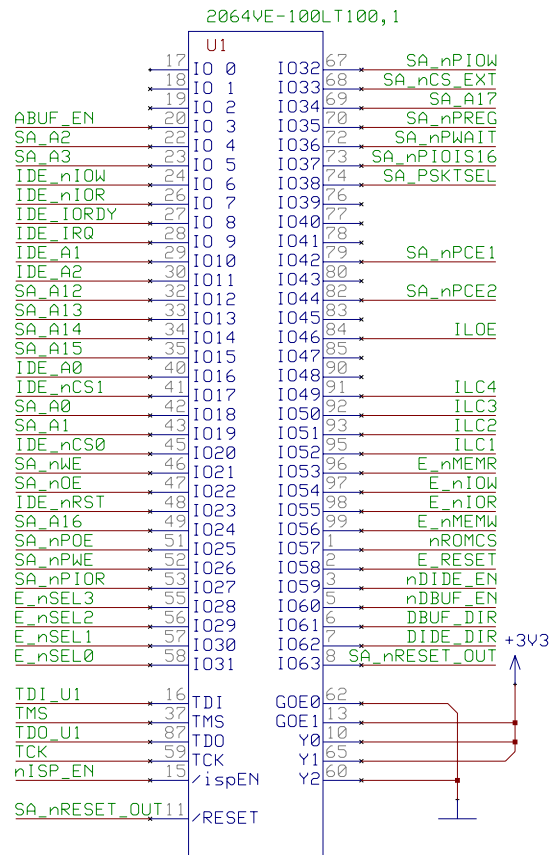 2064VE-100LT100,1
U1
17 IO 0 IO32 67 SA_nPIOW
18 IO 1 IO33 68 SA_nCS_EXT
19 IO 2 IO34 69 SA_A17
ABUF_EN 20 IO 3 IO35 70 SA_nPREG
SA_A2 22 IO 4 IO36 72 SA_nPWAIT
SA_A3 23 IO 5 IO37 73 SA_nPIOIS16
IDE_nIOW 24 IO 6 IO38 74 SA_PSKTSEL
IDE_nIOR 26 IO 7 IO39 76
IDE_IORDY 27 IO 8 IO40 77
IDE_IRQ 28 IO 9 IO41 78
IDE_A1 29 IO10 IO42 79 SA_nPCE1
IDE_A2 30 IO11 IO43 80
SA_A12 32 IO12 IO44 82 SA_nPCE2
SA_A13 33 IO13 IO45 83
SA_A14 34 IO14 IO46 84 ILOE
SA_A15 35 IO15 IO47 85
IDE_A0 40 IO16 IO48 90
IDE_nCS1 41 IO17 IO49 91 ILC4
SA_A0 42 IO18 IO50 92 ILC3
SA_A1 43 IO19 IO51 93 ILC2
IDE_nCS0 45 IO20 IO52 95 ILC1
SA_nWE 46 IO21 IO53 96 E_nMEMR
SA_nOE 47 IO22 IO54 97 E_nIOW
IDE_nRST 48 IO23 IO55 98 E_nIOR
SA_A16 49 IO24 IO56 99 E_nMEMW
SA_nPOE 51 IO25 IO57 1 nROMCS
SA_nPWE 52 IO26 IO58 2 E_RESET
SA_nPIOR 53 IO27 IO59 3 nDIDE_EN
E_nSEL3 55 IO28 IO60 5 nDBUF_EN
E_nSEL2 56 IO29 IO61 6 DBUF_DIR
E_nSEL1 57 IO30 IO62 7 DIDE_DIR
+3V3
E_nSEL0 58 IO31 IO63 8 SA_nRESET_OUT
TDI_U1 16 TDI GOE0 62
TMS 37 TMS GOE1 13
TDO_U1 87 TDO Y0 10
TCK 59 TCK Y1 65
nISP_EN 15 /ispEN Y2 60
SA_nRESET_OUT 11 /RESET